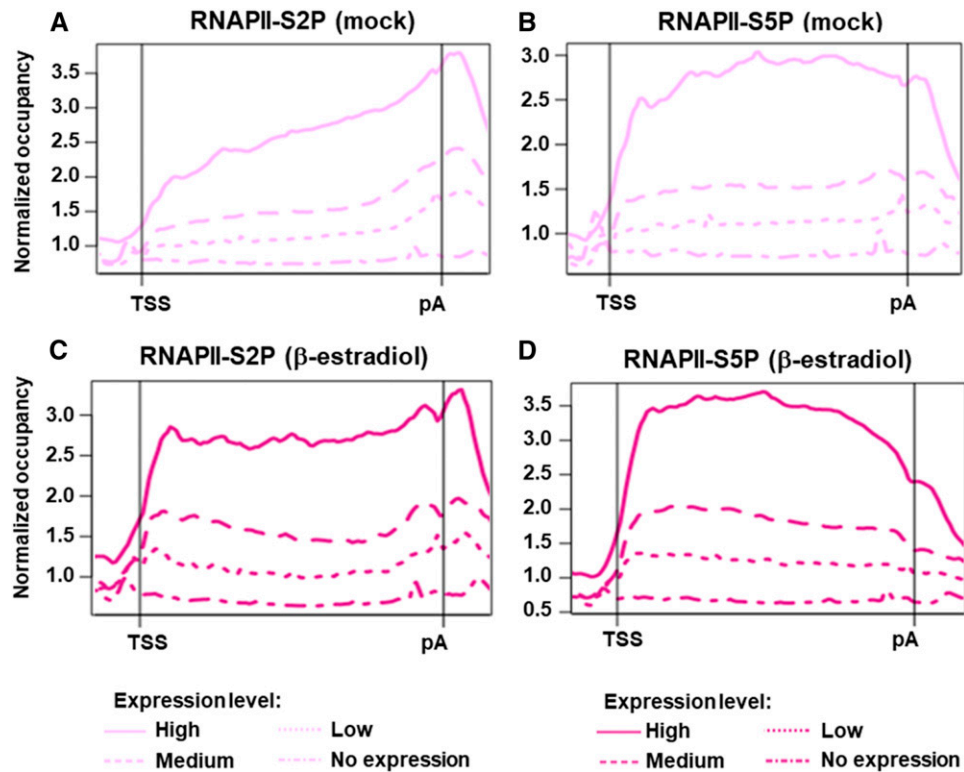 A RNAPII-S2P (mock)
B RNAPII-S5P (mock)
Normalized occupancy
3.5
3.0
2.5
2.0
1.5
1.0
TSS pA
3.0
2.5
2.0
1.5
1.0
TSS pA
C RNAPII-S2P (β-estradiol)
D RNAPII-S5P (β-estradiol)
Normalized occupancy
3.0
2.5
2.0
1.5
1.0
TSS pA
3.5
3.0
2.5
2.0
1.5
1.0
0.5
TSS pA
Expression level:
High Low
Medium No expression
Expression level:
High Low
Medium No expression